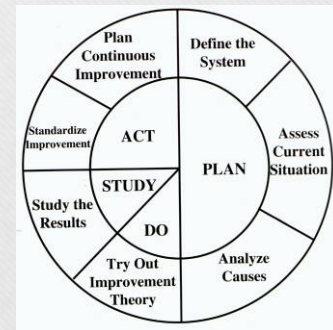 Plan
Continuous
Improvement
Define the
System
Assess
Current
Situation
Analyze
Causes
Try Out
Improvement
Theory
Study the
Results
Standardize
Improvement
ACT
PLAN
STUDY
DO